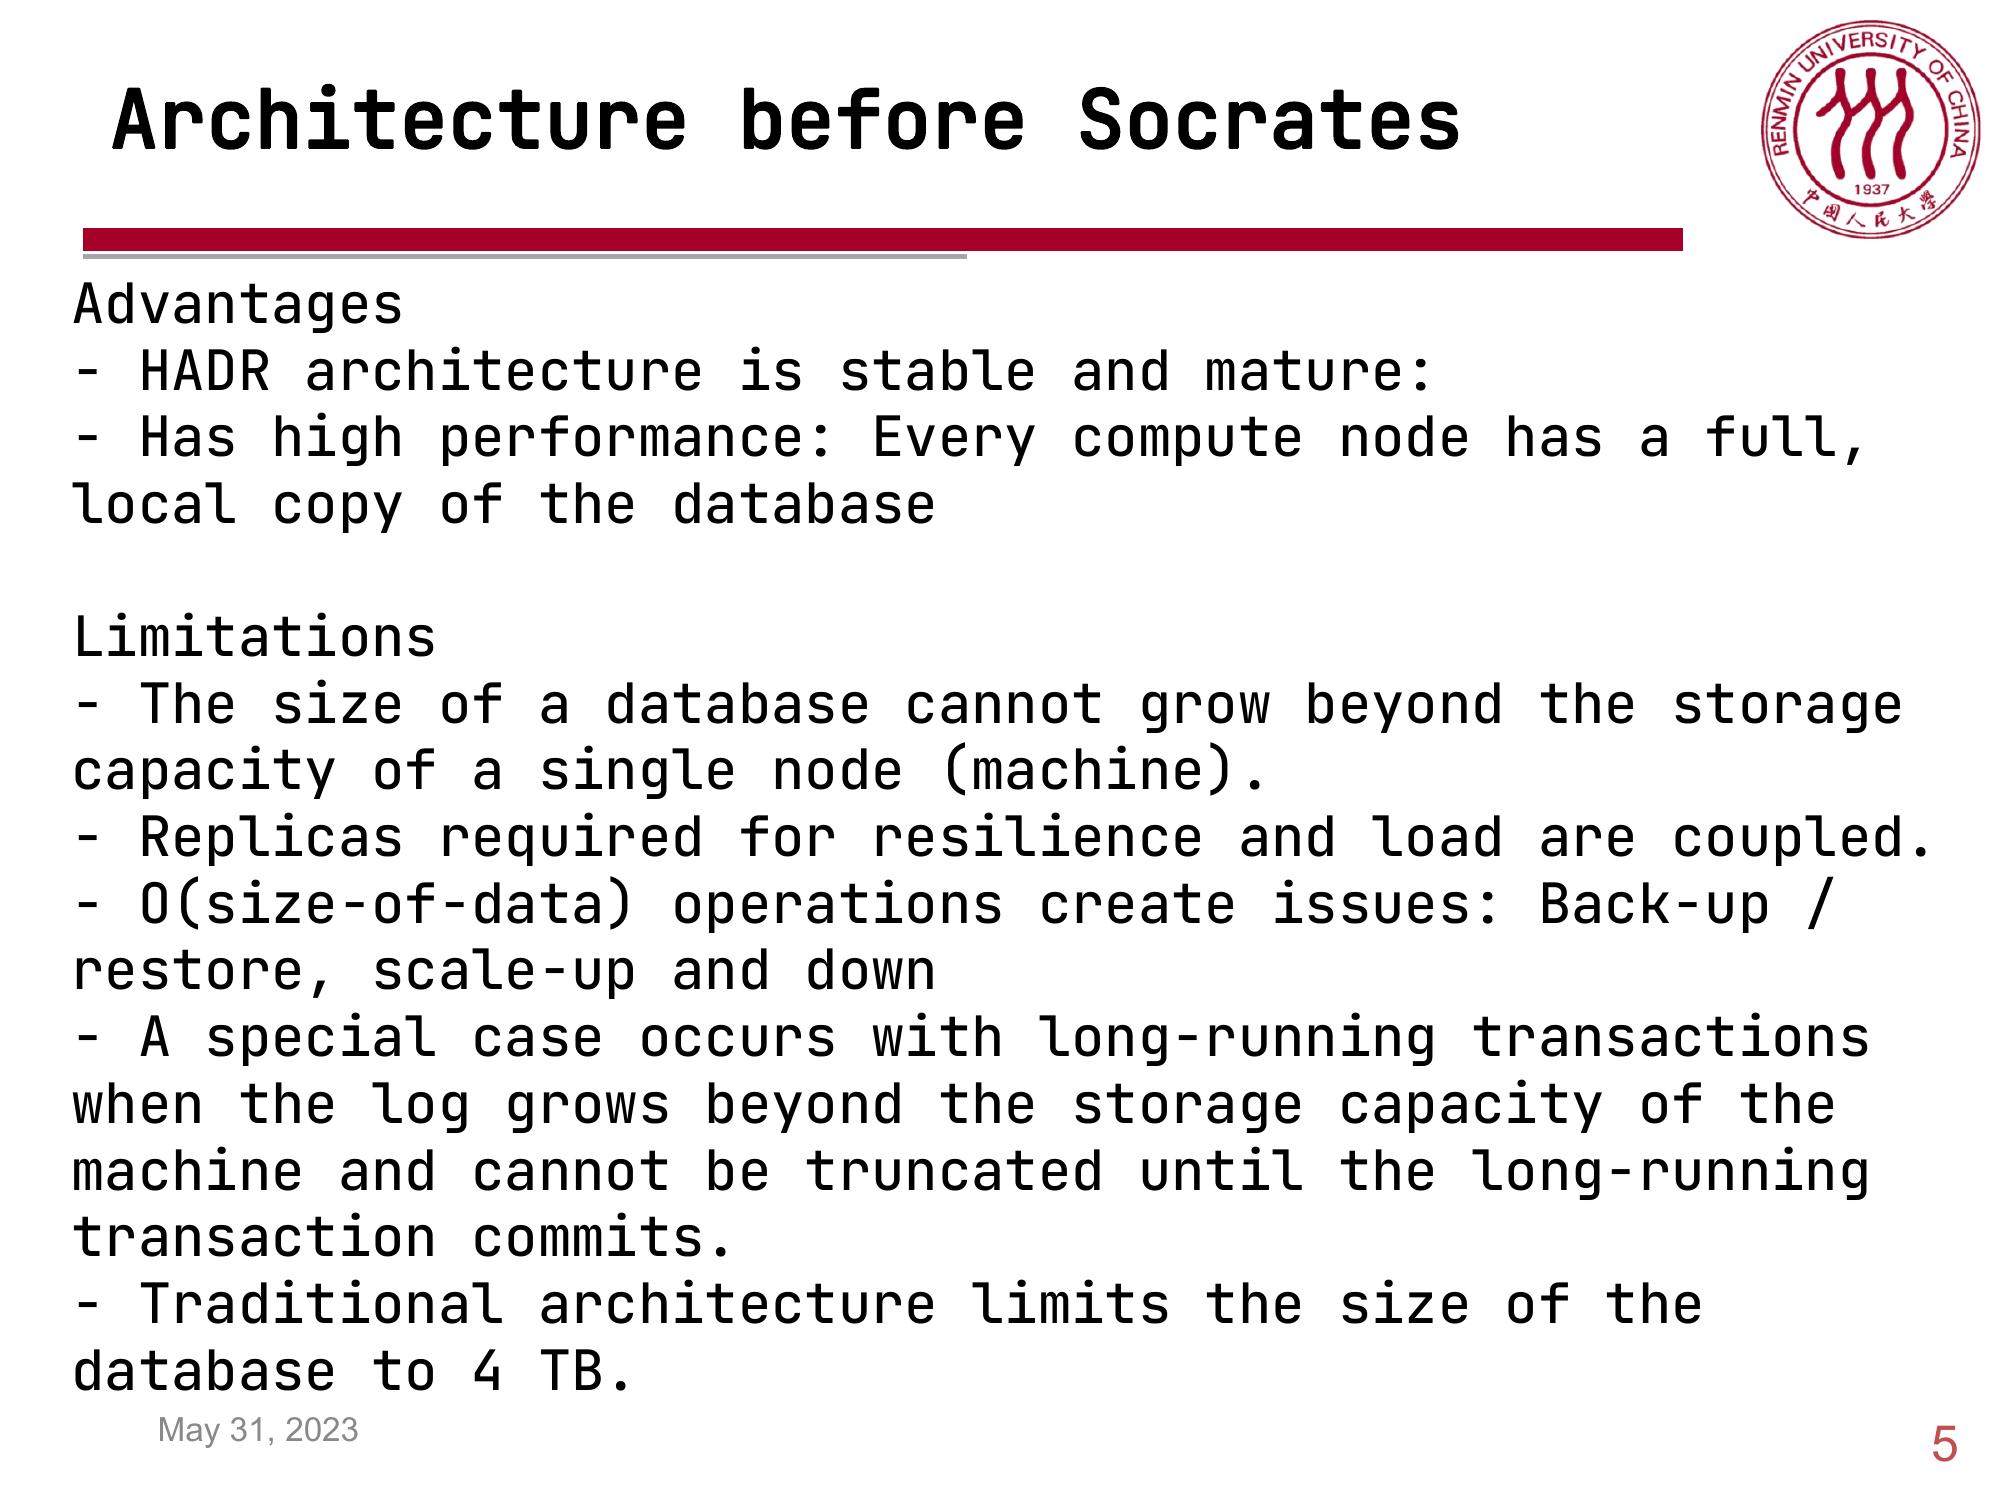 Architecture before Socrates
RENMIN UNIVERSITY OF CHINA
1937
中国人民大学
Advantages
- HADR architecture is stable and mature:
- Has high performance: Every compute node has a full,
local copy of the database
Limitations
- The size of a database cannot grow beyond the storage
capacity of a single node (machine).
- Replicas required for resilience and load are coupled.
- O(size-of-data) operations create issues: Back-up /
restore, scale-up and down
- A special case occurs with long-running transactions
when the log grows beyond the storage capacity of the
machine and cannot be truncated until the long-running
transaction commits.
- Traditional architecture limits the size of the
database to 4 TB.
May 31, 2023
5